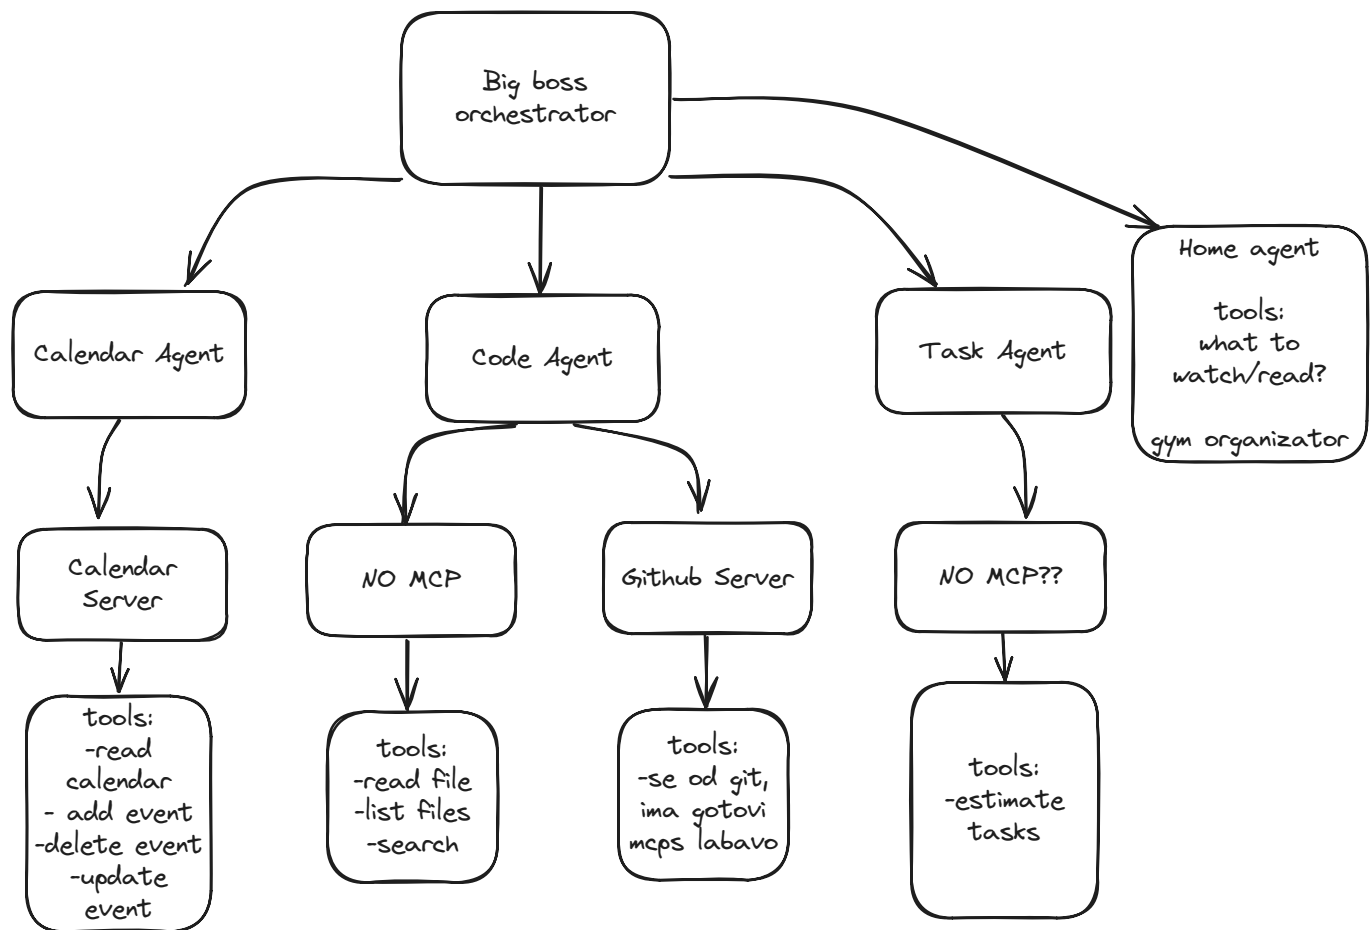 Big boss
orchestrator
Home agent
tools:
what to
watch/read?
gym organizator
Calendar Agent
Code Agent
Task Agent
Calendar
Server
NO MCP
Github Server
NO MCP??
tools:
-read
calendar
- add event
-delete event
-update
event
tools:
-read file
-list files
-search
tools:
-se od git,
ima gotovi
mcps labavo
tools:
-estimate
tasks